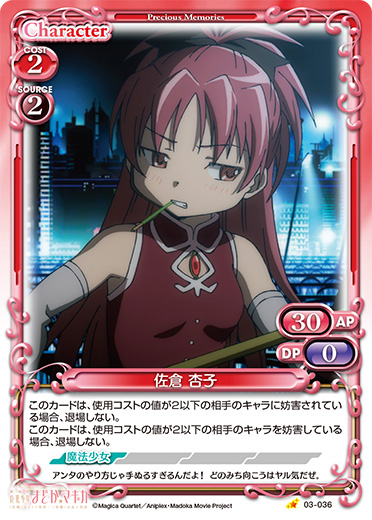 Precious Memories
Character
COST
2
SOURCE
2
30 AP
DP 0
佐倉 杏子
このカードは、使用コストの値が2以下の相手のキャラに妨害されてい
る場合、退場しない。
このカードは、使用コストの値が2以下の相手のキャラを妨害している
場合、退場しない。
魔法少女
アンタのやり方じゃ手ぬるすぎるんだよ! どのみち向こうはヤル気だぜ。
まどか☆マギカ
©Magica Quartet／Aniplex・Madoka Movie Project
03-036